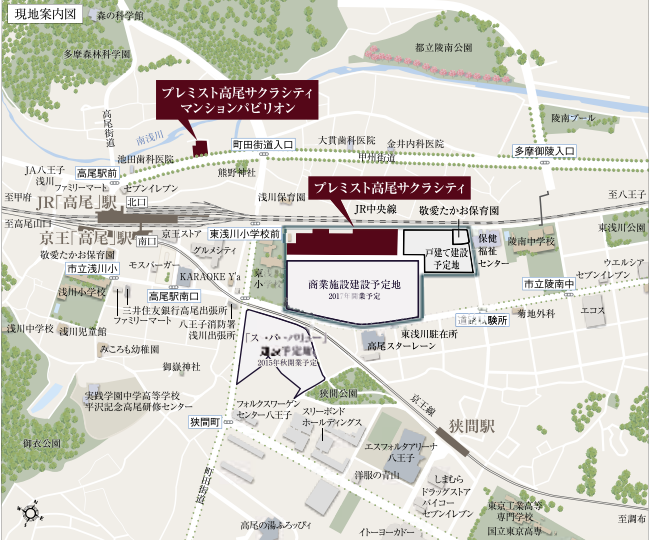 現地案内図
森の科学館
多摩森林科学園
都立陵南公園
プレミスト高尾サクラシティ
マンションパビリオン
高尾街道
南浅川
陵南プール
町田街道入口
大貫歯科医院
金井内科医院
甲州街道
多摩御陵入口
池田歯科医院
JA八王子
浅川
高尾駅前
ファミリーマート
セブンイレブン
熊野神社
浅川保育園
プレミスト高尾サクラシティ
至甲府
JR「高尾」駅
北口
JR中央線
敬愛たかお保育園
至八王子
至高尾山口
京王「高尾」駅
南口
京王ストア
東浅川小学校前
東浅川公園
敬愛たかお保育園
グルメシティ
戸建て建設
予定地
保健
福祉
センター
陵南中学校
市立浅川小
モスバーガー
KARAOKE Y'a
京
小
ウエルシア
セブンイレブン
商業施設建設予定地
2017年開業予定
市立陵南中
浅川小学校
高尾駅南口
三井住友銀行高尾出張所
ファミリーマート
八王子消防署
浅川出張所
菊地外科
エコス
浅川中学校
浅川児童館
東浅川駐在所
高尾スターレーン
みころも幼稚園
予定地
2015年秋開業予定
御嶽神社
狭間公園
京王線
実践学園中学高等学校
平沢記念高尾研修センター
フォルクスワーゲン
センター八王子
スリーボンド
ホールディングス
狭間町
狭間駅
御衣公園
エスフォルタアリーナ
八王子
町田街道
洋服の青山
しまむら
ドラッグストア
バイゴー
セブンイレブン
東京工業高等
専門学校
国立東京高専
至調布
高尾の湯ふろッぴィ
イトーヨーカドー